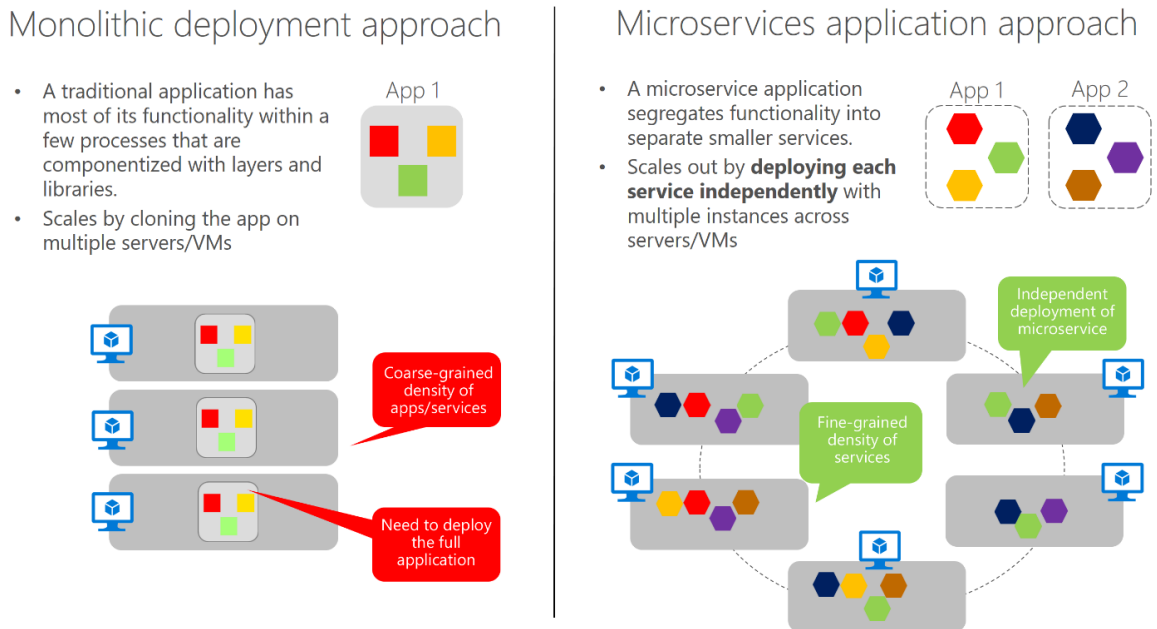 Monolithic deployment approach
• A traditional application has
most of its functionality within a
few processes that are
componentized with layers and
libraries.
• Scales by cloning the app on
multiple servers/VMs
App 1
Coarse-grained
density of
apps/services
Need to deploy
the full
application
Microservices application approach
• A microservice application
segregates functionality into
separate smaller services.
• Scales out by deploying each
service independently with
multiple instances across
servers/VMs
App 1
App 2
Independent
deployment of
microservice
Fine-grained
density of
services